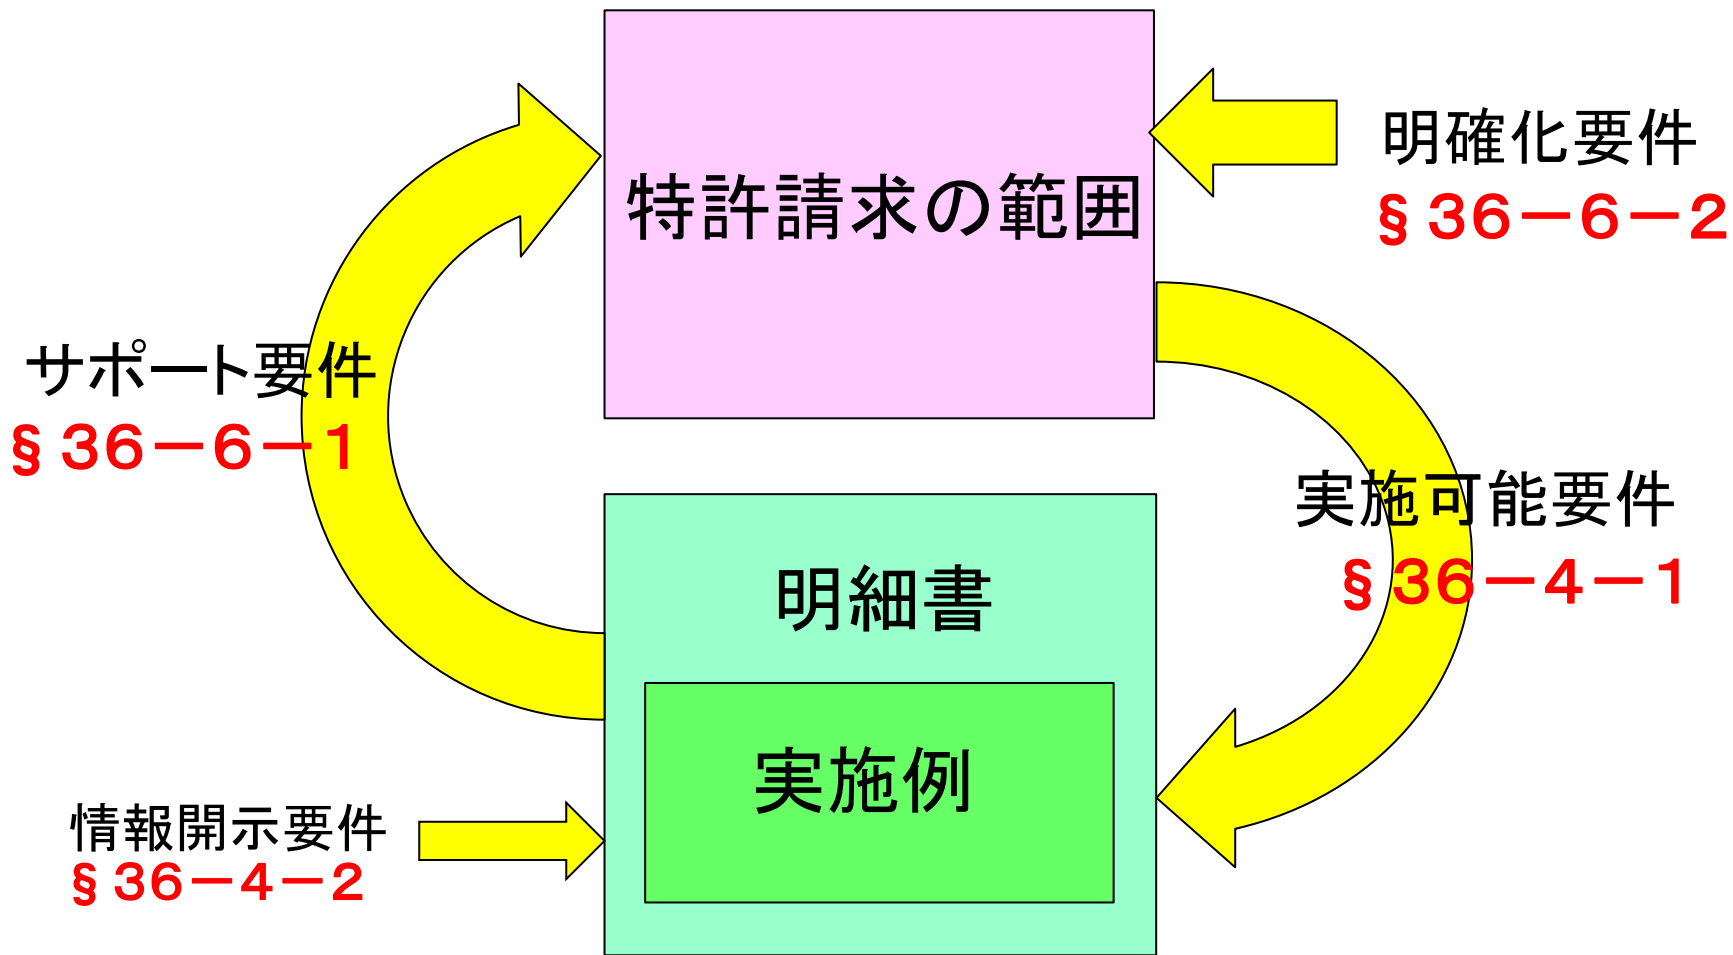 特許請求の範囲
明確化要件
§３６－６－２
サポート要件
§３６－６－１
実施可能要件
§３６－４－１
明細書
実施例
情報開示要件
§３６－４－２